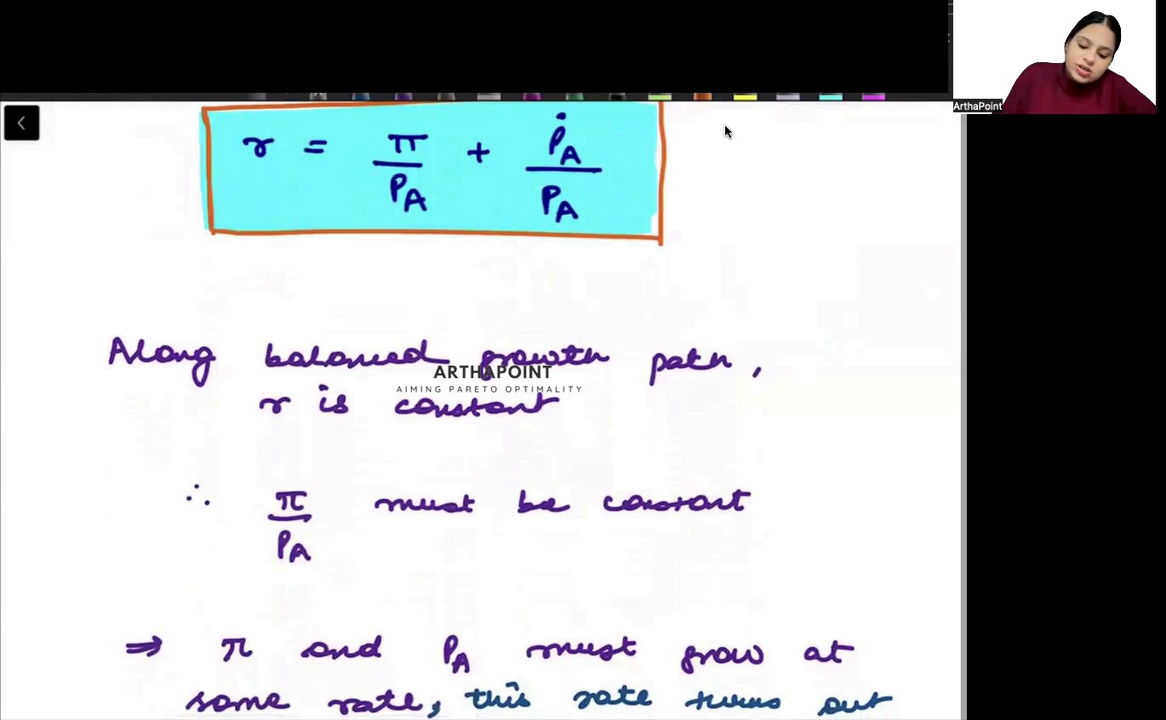 ArthaPoint
r = π/P_A + Ṗ_A/P_A
Along balanced growth path,
ARTHAPOINT
AIMING PARETO OPTIMALITY
r is constant
∴ π/P_A must be constant
⇒ π and P_A must grow at
same rate, this rate turns out